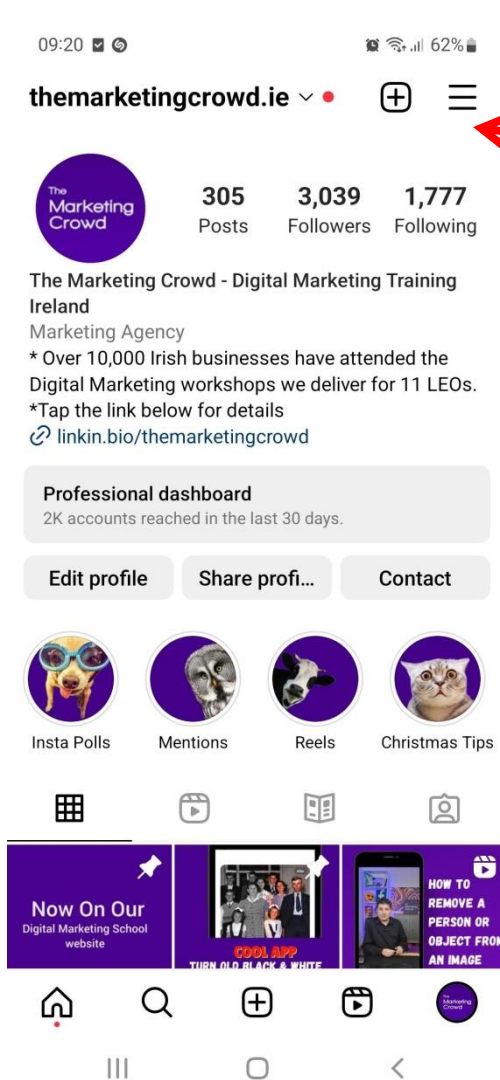 09:20
62%
themarketingcrowd.ie
The
Marketing
Crowd
305
3,039
1,777
Posts
Followers
Following
The Marketing Crowd - Digital Marketing Training
Ireland
Marketing Agency
* Over 10,000 Irish businesses have attended the
Digital Marketing workshops we deliver for 11 LEOs.
*Tap the link below for details
linkin.bio/themarketingcrowd
Professional dashboard
2K accounts reached in the last 30 days.
Edit profile
Share profi...
Contact
Insta Polls
Mentions
Reels
Christmas Tips
Now On Our
Digital Marketing School
website
COOL APP
TURN OLD BLACK & WHITE
HOW TO
REMOVE A
PERSON OR
OBJECT FROM
AN IMAGE
The
Marketing
Crowd